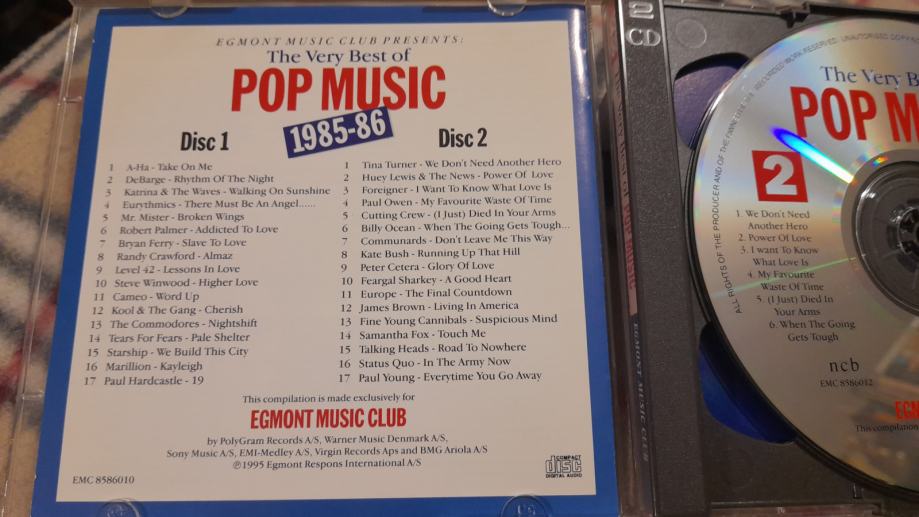 EGMONT MUSIC CLUB PRESENTS:
The Very Best of
POP MUSIC
1985-86
Disc 1
1 A-Ha - Take On Me
2 DeBarge - Rhythm Of The Night
3 Katrina & The Waves - Walking On Sunshine
4 Eurythmics - There Must Be An Angel......
5 Mr. Mister - Broken Wings
6 Robert Palmer - Addicted To Love
7 Bryan Ferry - Slave To Love
8 Randy Crawford - Almaz
9 Level 42 - Lessons In Love
10 Steve Winwood - Higher Love
11 Cameo - Word Up
12 Kool & The Gang - Cherish
13 The Commodores - Nightshift
14 Tears For Fears - Pale Shelter
15 Starship - We Build This City
16 Marillion - Kayleigh
17 Paul Hardcastle - 19
Disc 2
1 Tina Turner - We Don't Need Another Hero
2 Huey Lewis & The News - Power Of Love
3 Foreigner - I Want To Know What Love Is
4 Paul Owen - My Favourite Waste Of Time
5 Cutting Crew - (I Just) Died In Your Arms
6 Billy Ocean - When The Going Gets Tough...
7 Communards - Don't Leave Me This Way
8 Kate Bush - Running Up That Hill
9 Peter Cetera - Glory Of Love
10 Feargal Sharkey - A Good Heart
11 Europe - The Final Countdown
12 James Brown - Living In America
13 Fine Young Cannibals - Suspicious Mind
14 Samantha Fox - Touch Me
15 Talking Heads - Road To Nowhere
16 Status Quo - In The Army Now
17 Paul Young - Everytime You Go Away
This compilation is made exclusively for
EGMONT MUSIC CLUB
by PolyGram Records A/S, Warner Music Denmark A/S,
Sony Music A/S, EMI-Medley A/S, Virgin Records Aps and BMG Ariola A/S
℗1995 Egmont Respons International A/S
EMC 8586010
COMPACT
disc
DIGITAL AUDIO
2
CD
POP MUSIC
EGMONT MUSIC CLUB
The Very B
POP M
2
1. We Don't Need
Another Hero
2. Power Of Love
3. I want To Know
What Love Is
4. My Favourite
Waste Of Time
5. (I Just) Died In
Your Arms
6. When The Going
Gets Tough
ncb
EMC 8586012
EGM
This compilation
ALL RIGHTS OF THE PRODUCER AND OF THE OWNER OF THE RECORDED WORK RESERVED. UNAUTHORISED COPY